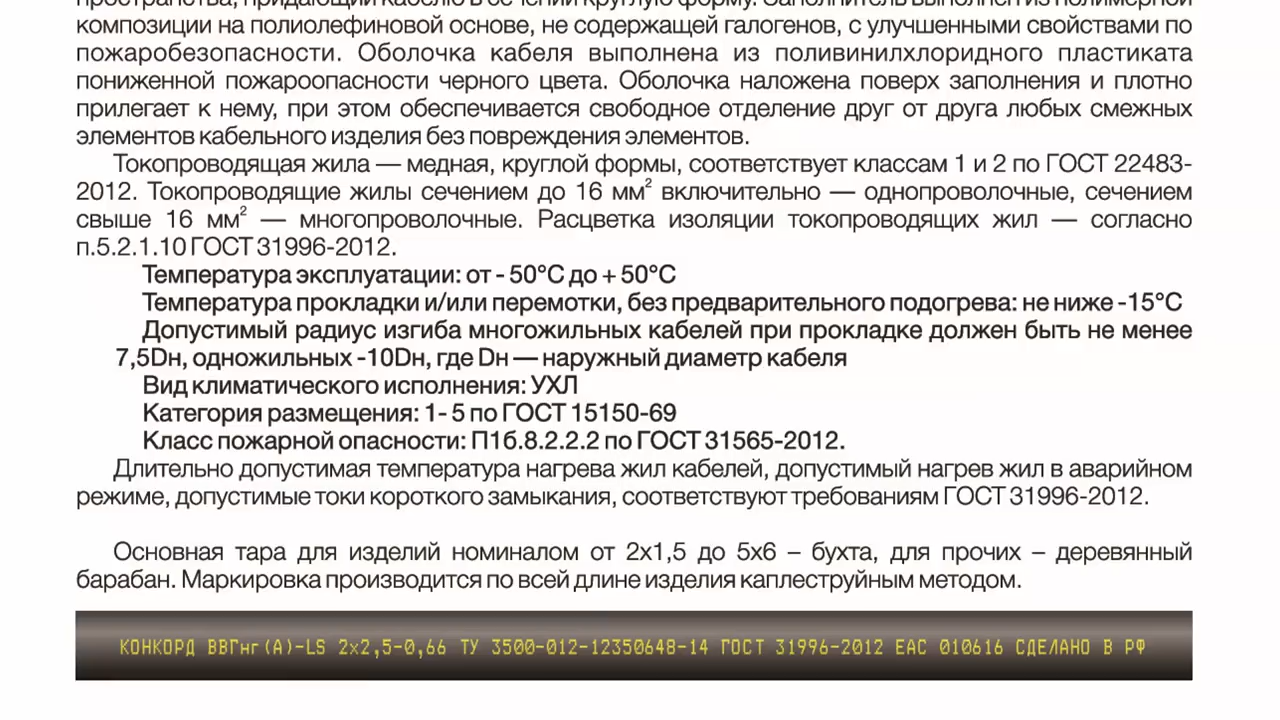 пространства, придающий кабелю в сечении круглую форму. Заполнитель выполнен из полимерной
композиции на полиолефиновой основе, не содержащей галогенов, с улучшенными свойствами по
пожаробезопасности. Оболочка кабеля выполнена из поливинилхлоридного пластиката
пониженной пожароопасности черного цвета. Оболочка наложена поверх заполнения и плотно
прилегает к нему, при этом обеспечивается свободное отделение друг от друга любых смежных
элементов кабельного изделия без повреждения элементов.
Токопроводящая жила — медная, круглой формы, соответствует классам 1 и 2 по ГОСТ 22483-
2012. Токопроводящие жилы сечением до 16 мм² включительно — однопроволочные, сечением
свыше 16 мм² — многопроволочные. Расцветка изоляции токопроводящих жил — согласно
п.5.2.1.10 ГОСТ 31996-2012.
Температура эксплуатации: от - 50°С до + 50°С
Температура прокладки и/или перемотки, без предварительного подогрева: не ниже -15°С
Допустимый радиус изгиба многожильных кабелей при прокладке должен быть не менее
7,5Dн, одножильных -10Dн, где Dн — наружный диаметр кабеля
Вид климатического исполнения: УХЛ
Категория размещения: 1- 5 по ГОСТ 15150-69
Класс пожарной опасности: П1б.8.2.2.2 по ГОСТ 31565-2012.
Длительно допустимая температура нагрева жил кабелей, допустимый нагрев жил в аварийном
режиме, допустимые токи короткого замыкания, соответствуют требованиям ГОСТ 31996-2012.
Основная тара для изделий номиналом от 2х1,5 до 5х6 – бухта, для прочих – деревянный
барабан. Маркировка производится по всей длине изделия каплеструйным методом.
КОНКОРД ВВГнг(А)-LS 2х2,5-0,66 ТУ 3500-012-12350648-14 ГОСТ 31996-2012 ЕАС 010616 СДЕЛАНО В РФ